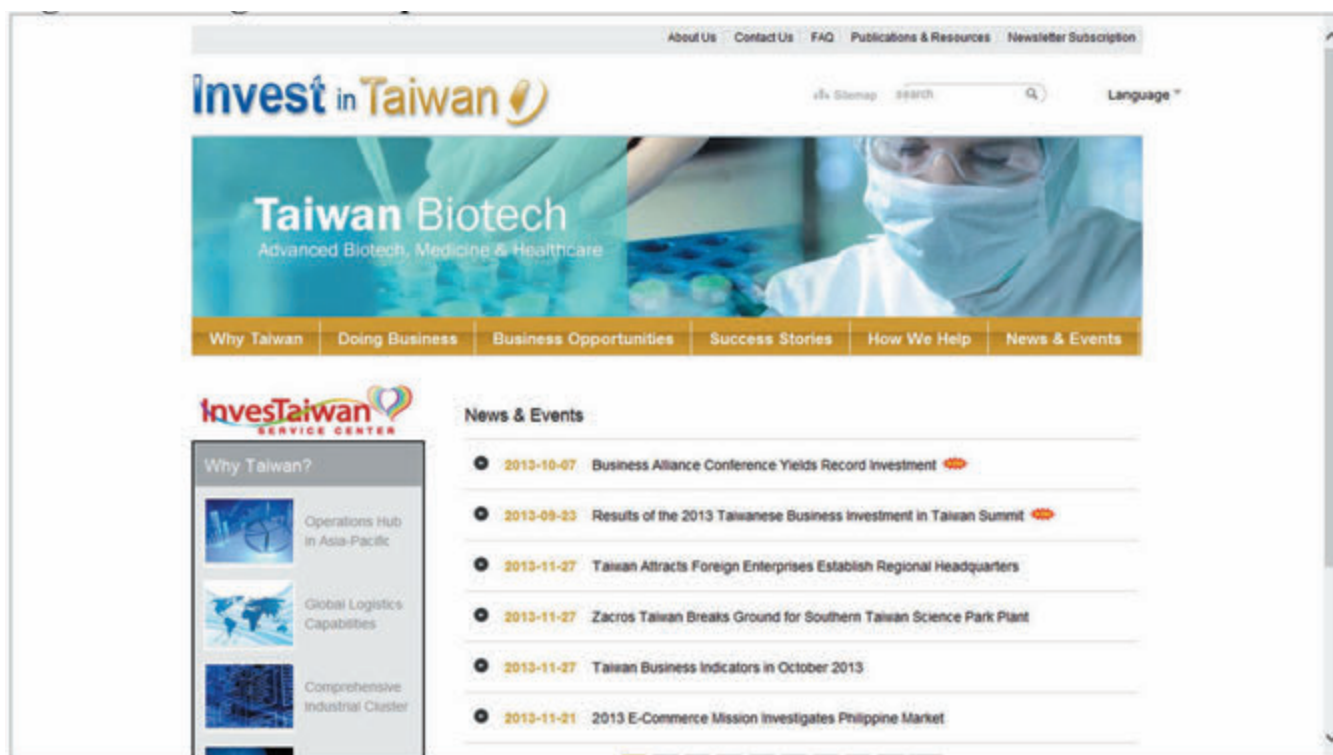 About Us Contact Us FAQ Publications & Resources Newsletter Subscription
Invest in Taiwan
Sitemap search Language
Taiwan Biotech
Advanced Biotech, Medicine & Healthcare
Why Taiwan Doing Business Business Opportunities Success Stories How We Help News & Events
InvesTaiwan
SERVICE CENTER
Why Taiwan?
Operations Hub
in Asia-Pacific
Global Logistics
Capabilities
Comprehensive
Industrial Cluster
News & Events
2013-10-07 Business Alliance Conference Yields Record Investment
2013-09-23 Results of the 2013 Taiwanese Business Investment in Taiwan Summit
2013-11-27 Taiwan Attracts Foreign Enterprises Establish Regional Headquarters
2013-11-27 Zacros Taiwan Breaks Ground for Southern Taiwan Science Park Plant
2013-11-27 Taiwan Business Indicators in October 2013
2013-11-21 2013 E-Commerce Mission Investigates Philippine Market